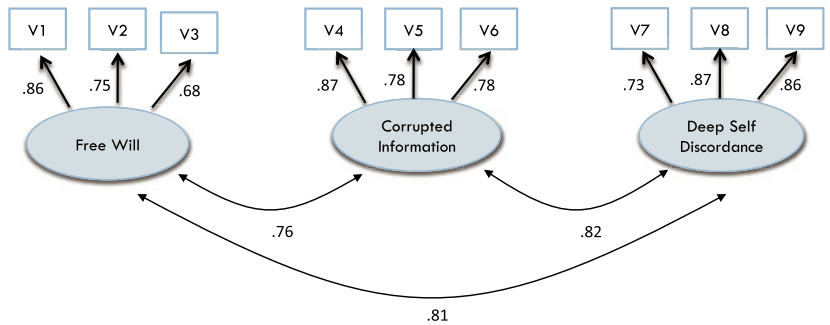 V1 V2 V3 V4 V5 V6 V7 V8 V9
.86 .75 .68 .87 .78 .78 .73 .87 .86
Free Will
Corrupted
Information
Deep Self
Discordance
.76
.82
.81